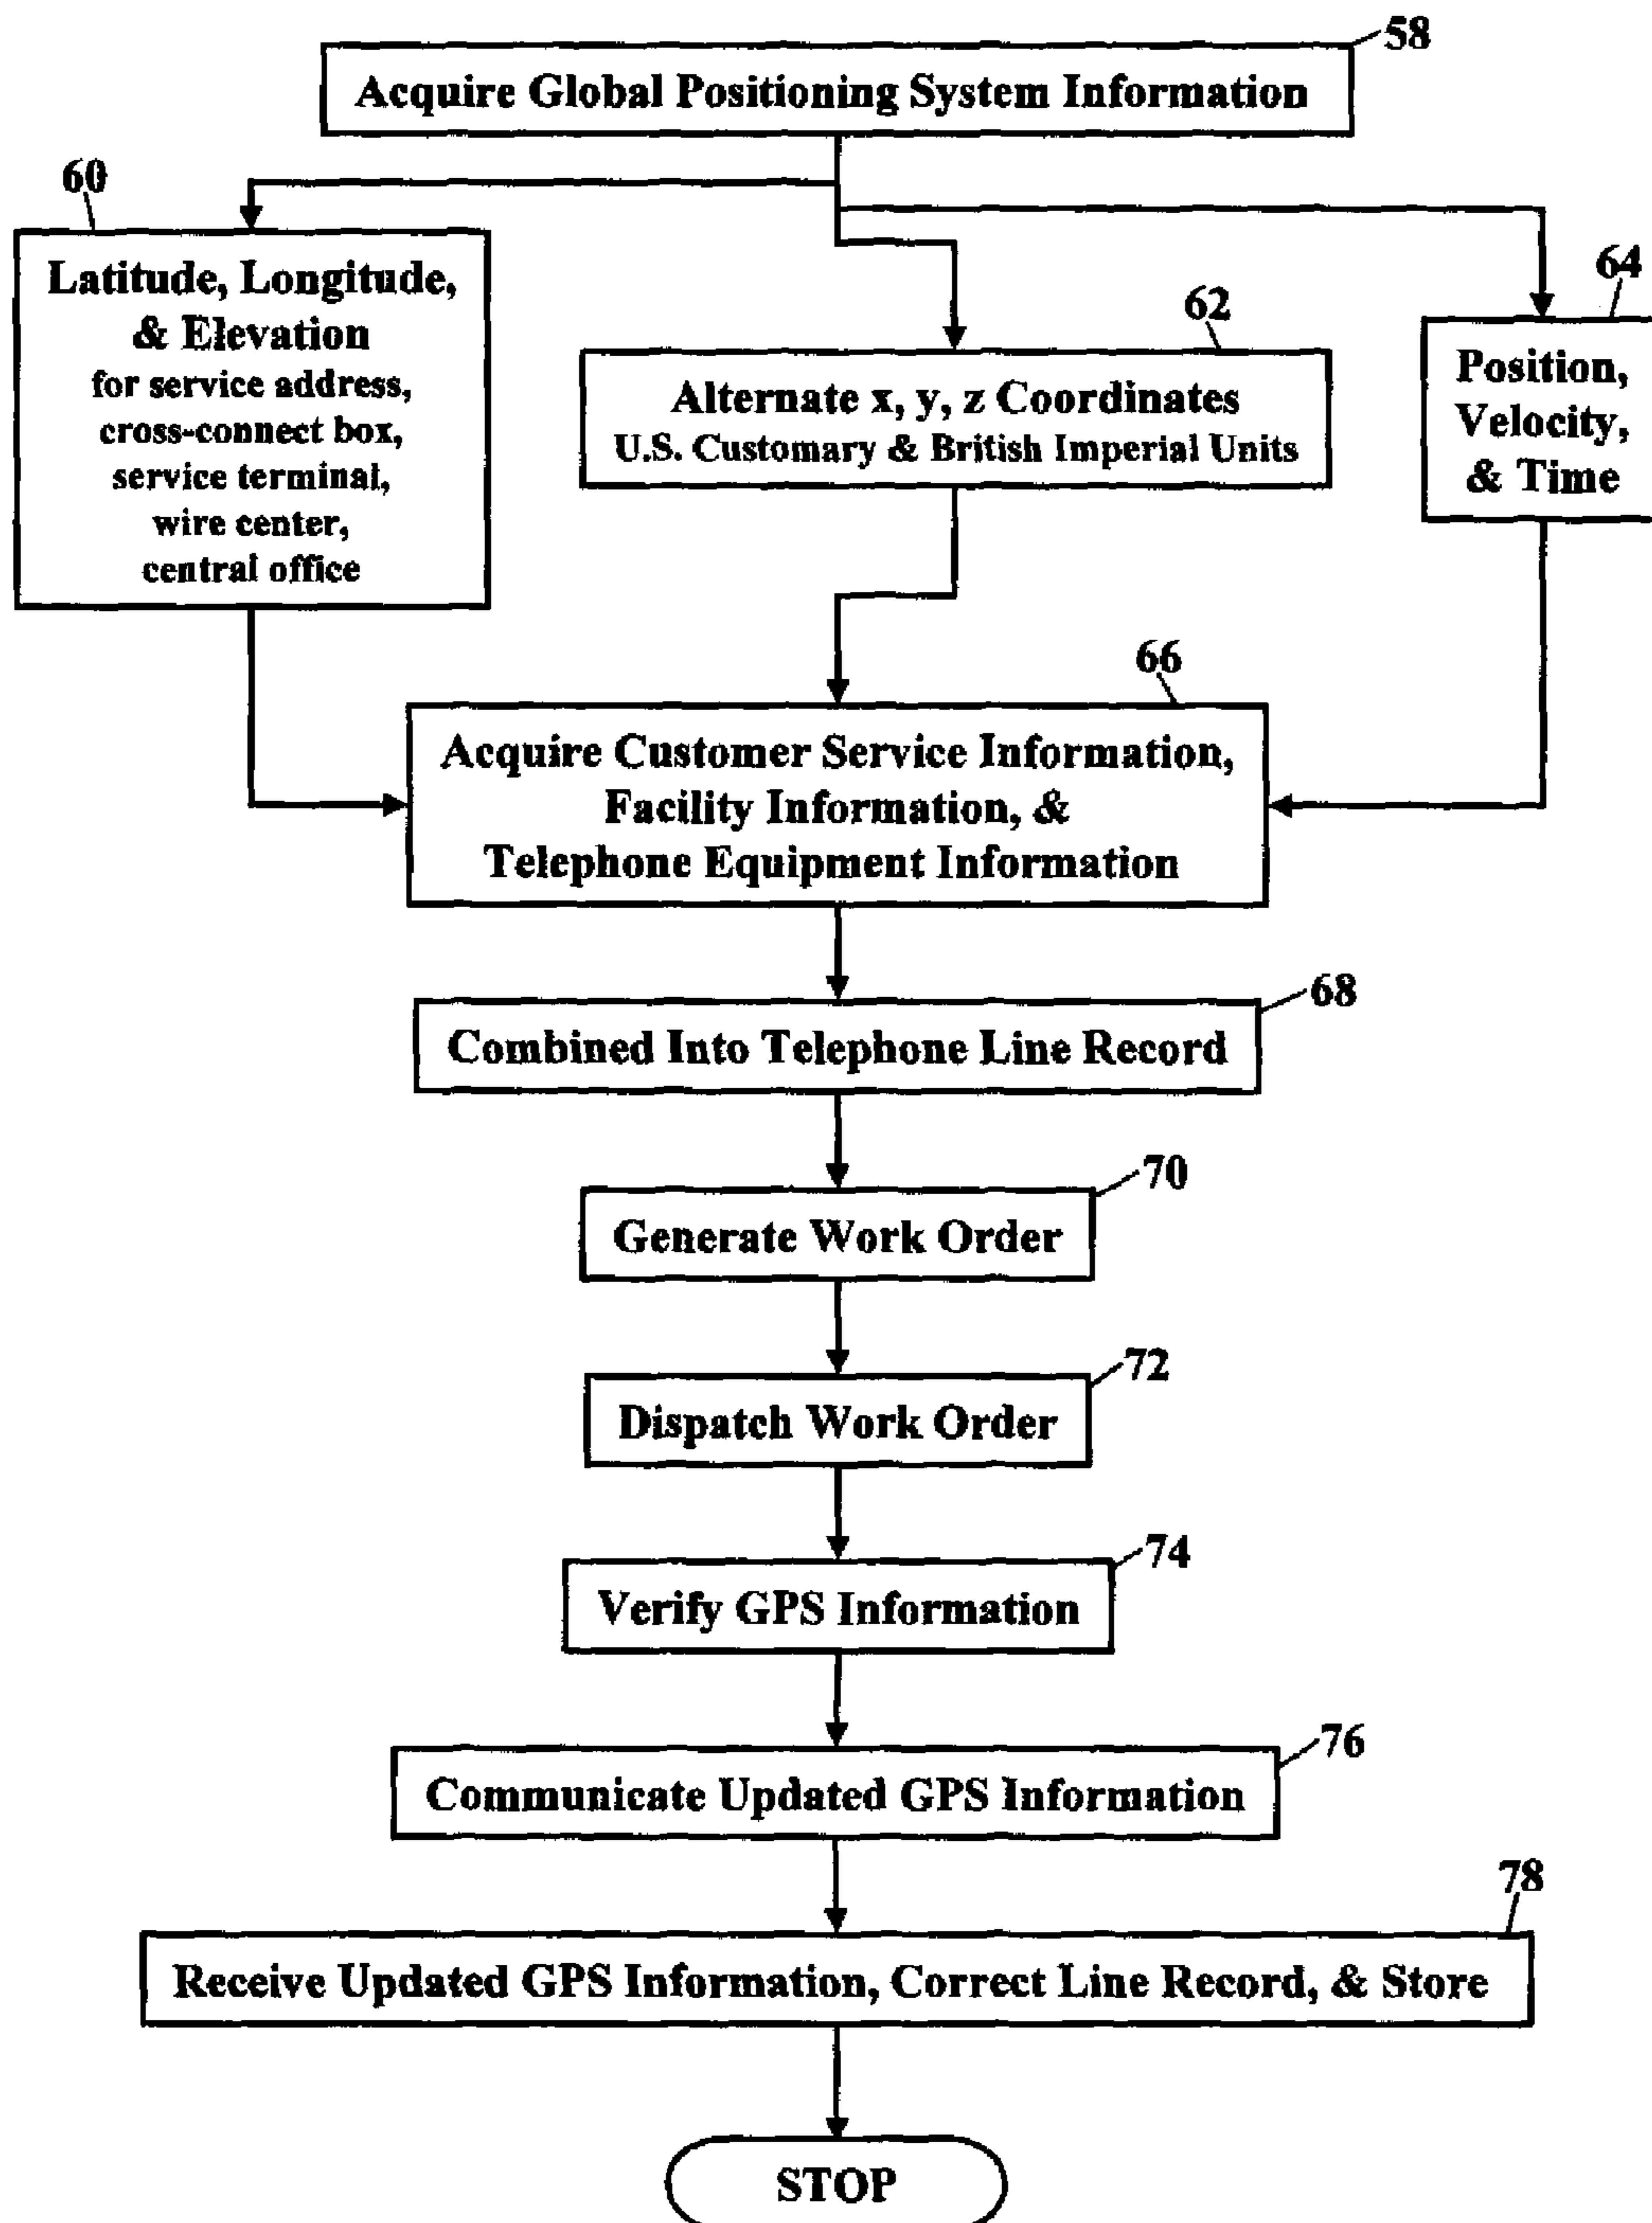 58
Acquire Global Positioning System Information
60
Latitude, Longitude,
& Elevation
for service address,
cross-connect box,
service terminal,
wire center,
central office
62
Alternate x, y, z Coordinates
U.S. Customary & British Imperial Units
64
Position,
Velocity,
& Time
66
Acquire Customer Service Information,
Facility Information, &
Telephone Equipment Information
68
Combined Into Telephone Line Record
70
Generate Work Order
72
Dispatch Work Order
74
Verify GPS Information
76
Communicate Updated GPS Information
78
Receive Updated GPS Information, Correct Line Record, & Store
STOP